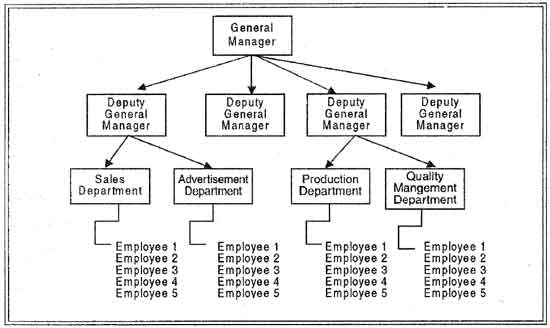 General
Manager
Deputy
General
Manager
Deputy
General
Manager
Deputy
General
Manager
Deputy
General
Manager
Sales
Department
Advertisement
Department
Production
Department
Quality
Mangement
Department
Employee 1
Employee 2
Employee 3
Employee 4
Employee 5
Employee 1
Employee 2
Employee 3
Employee 4
Employee 5
Employee 1
Employee 2
Employee 3
Employee 4
Employee 5
Employee 1
Employee 2
Employee 3
Employee 4
Employee 5